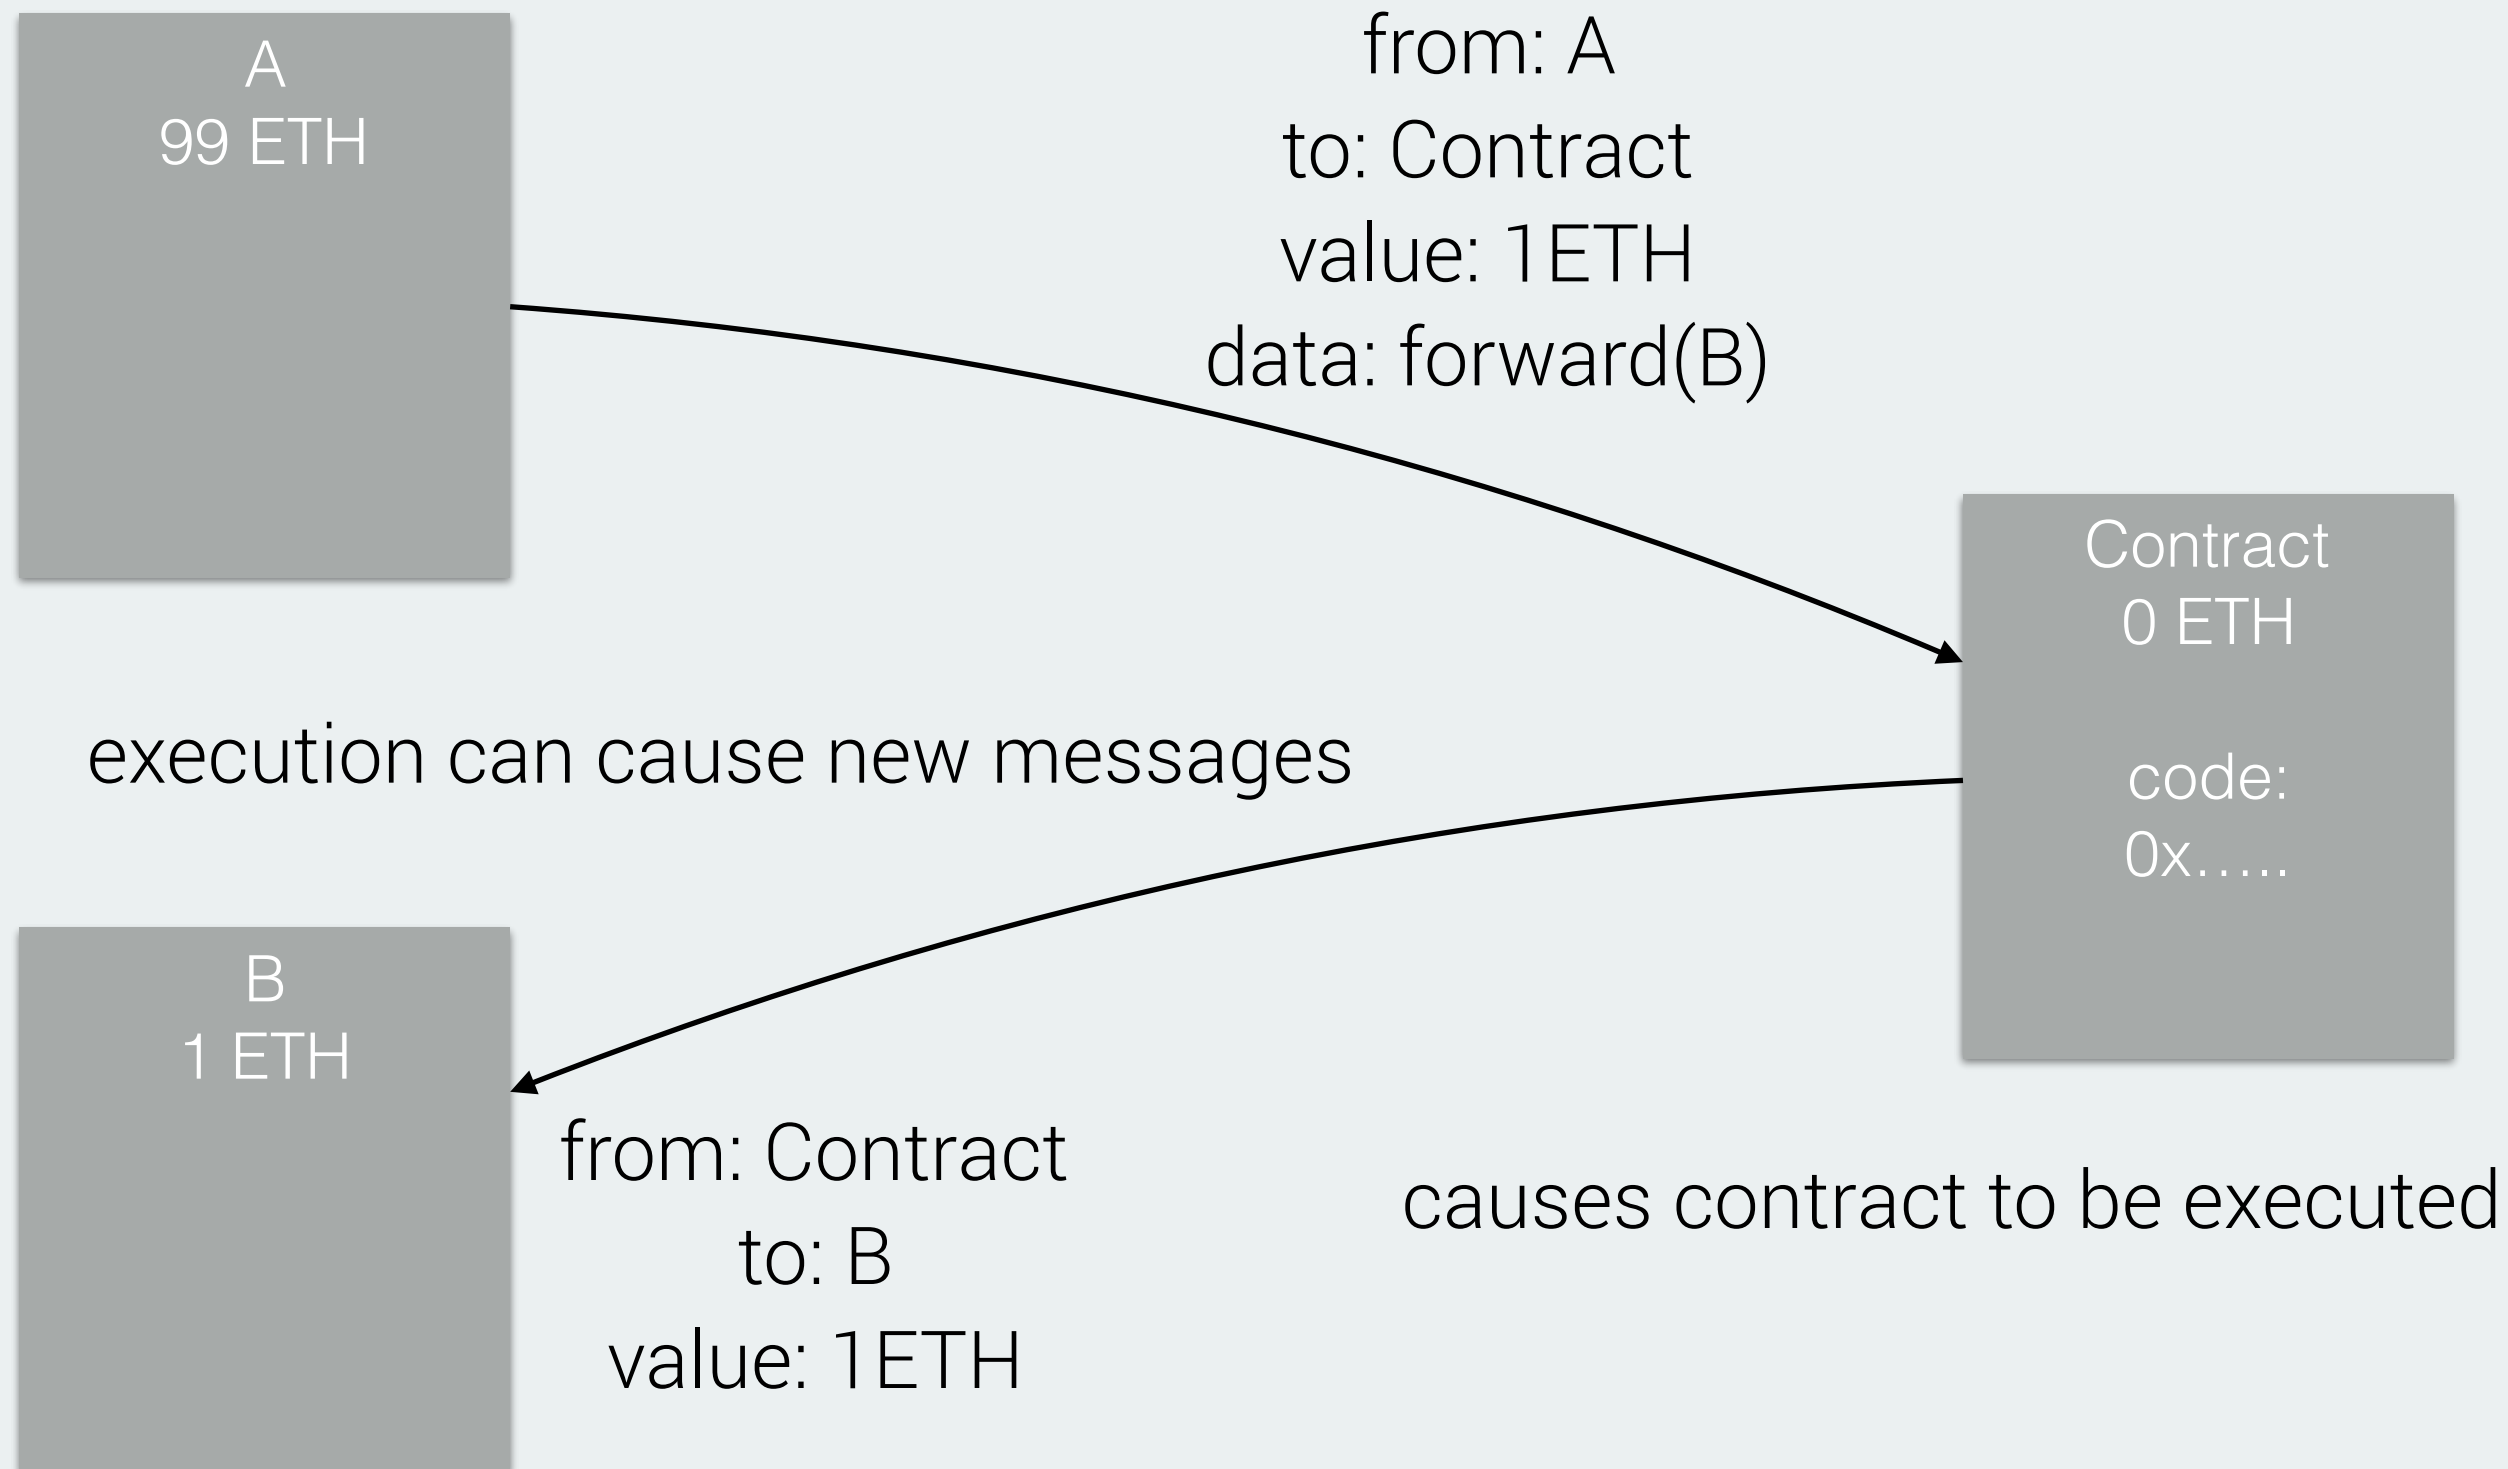 A
99 ETH
from: A
to: Contract
value: 1ETH
data: forward(B)
Contract
0 ETH
code:
0x.....
execution can cause new messages
B
1 ETH
from: Contract
to: B
value: 1ETH
causes contract to be executed